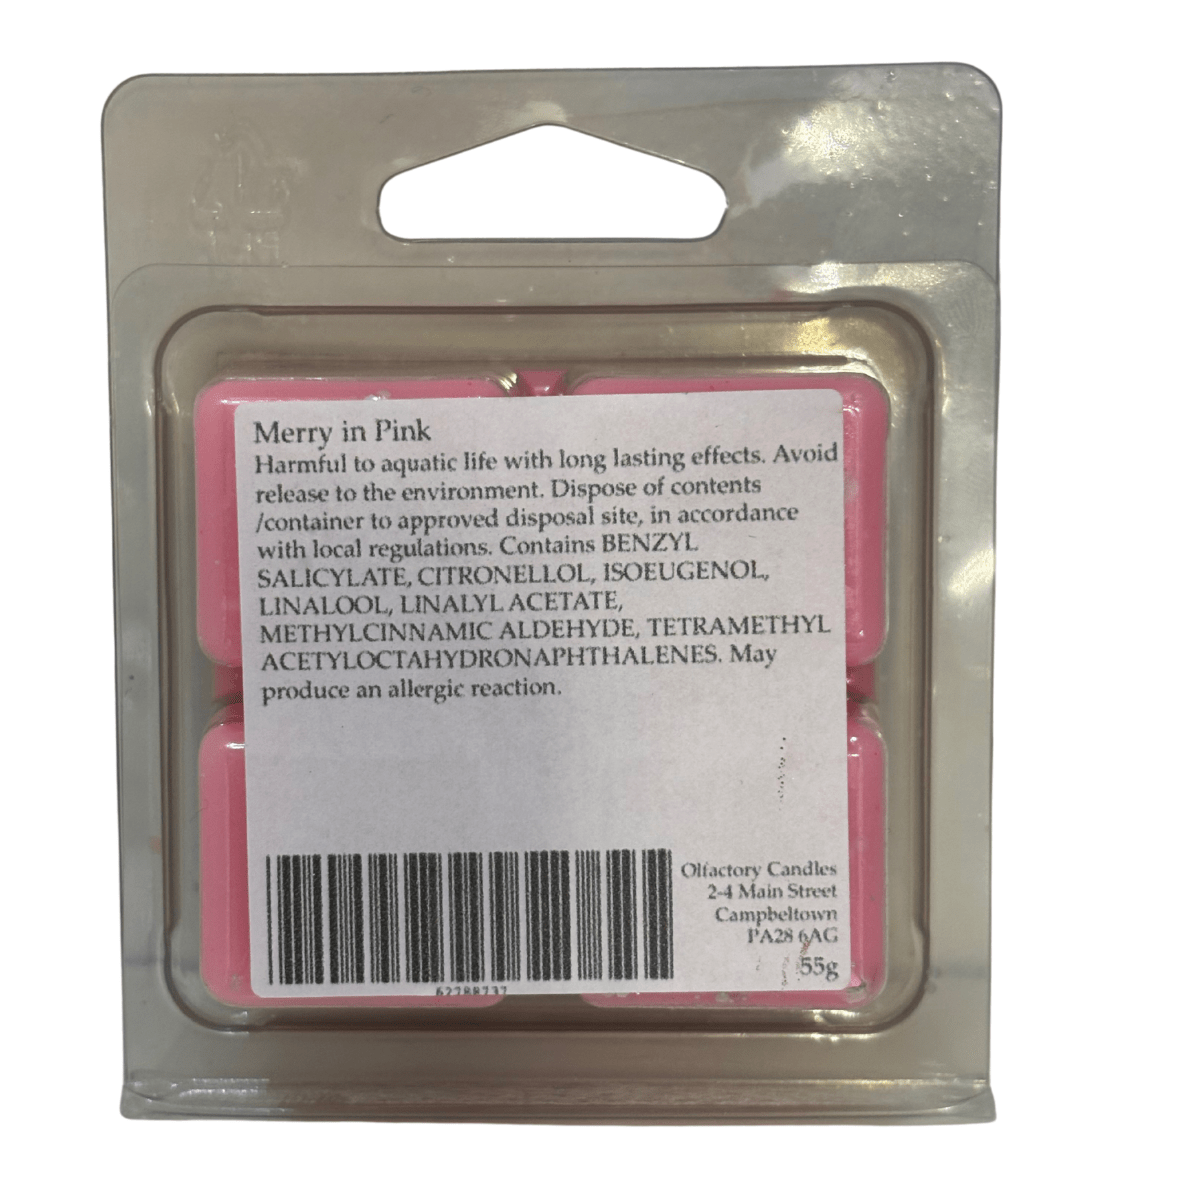 Merry in Pink
Harmful to aquatic life with long lasting effects. Avoid
release to the environment. Dispose of contents
/container to approved disposal site, in accordance
with local regulations. Contains BENZYL
SALICYLATE, CITRONELLOL, ISOEUGENOL,
LINALOOL, LINALYL ACETATE,
METHYLCINNAMIC ALDEHYDE, TETRAMETHYL
ACETYLOCTAHYDRONAPHTHALENES. May
produce an allergic reaction.
Olfactory Candles
2-4 Main Street
Campbeltown
PA28 6AG
55g
62788737